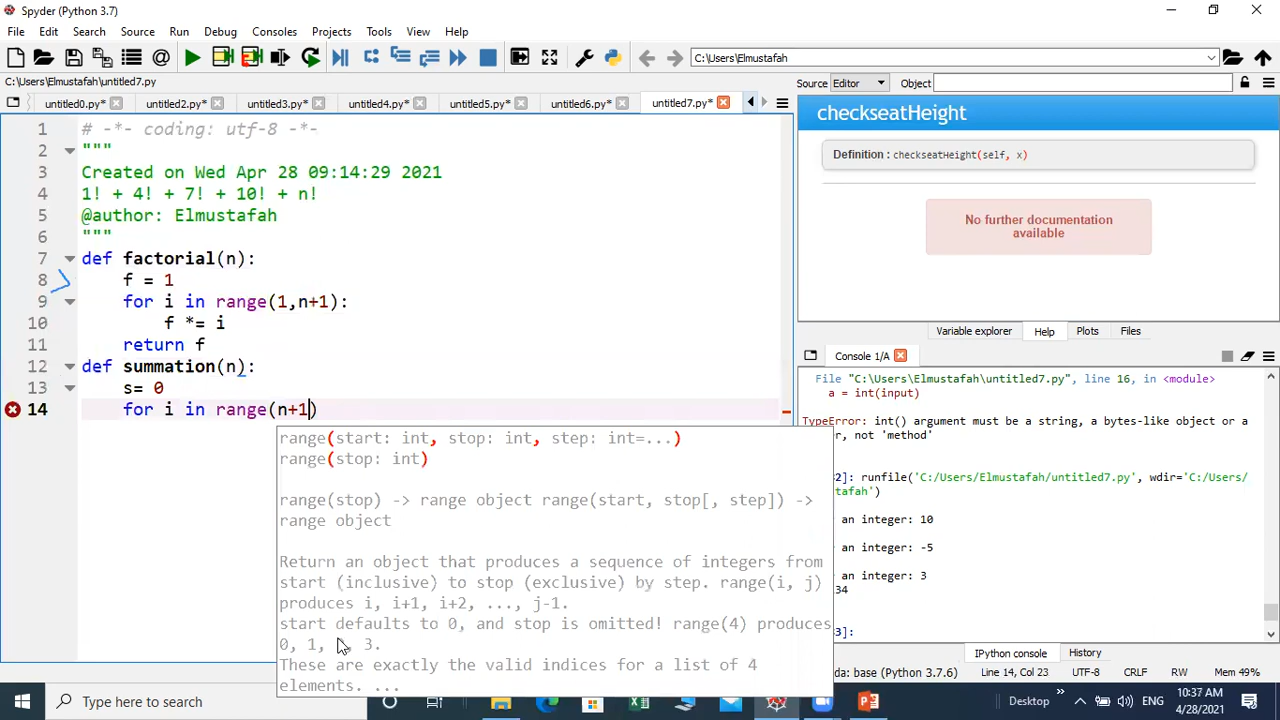 Spyder (Python 3.7)
File Edit Search Source Run Debug Consoles Projects Tools View Help
C:\Users\Elmustafah
C:\Users\Elmustafah\untitled7.py
untitled0.py* untitled2.py* untitled3.py* untitled4.py* untitled5.py* untitled6.py* untitled7.py*
1 # -*- coding: utf-8 -*-
2 """
3 Created on Wed Apr 28 09:14:29 2021
4 1! + 4! + 7! + 10! + n!
5 @author: Elmustafah
6 """
7 def factorial(n):
8 f = 1
9 for i in range(1,n+1):
10 f *= i
11 return f
12 def summation(n):
13 s= 0
14 for i in range(n+1)
range(start: int, stop: int, step: int=...)
range(stop: int)
range(stop) -> range object range(start, stop[, step]) ->
range object
Return an object that produces a sequence of integers from
start (inclusive) to stop (exclusive) by step. range(i, j)
produces i, i+1, i+2, ..., j-1.
start defaults to 0, and stop is omitted! range(4) produces
0, 1, 3.
These are exactly the valid indices for a list of 4
elements. ...
Source Editor Object
checkseatHeight
Definition : checkseatHeight(self, x)
No further documentation
available
Variable explorer Help Plots Files
Console 1/A
File "C:\Users\Elmustafah\untitled7.py", line 16, in <module>
a = int(input)
TypeError: int() argument must be a string, a bytes-like object or a
er, not 'method'
2]: runfile('C:/Users/Elmustafah/untitled7.py', wdir='C:/Users/
stafah')
an integer: 10
an integer: -5
an integer: 3
34
3]:
IPython console History
da: base (Python 3.7.6) Line 14, Col 23 UTF-8 CRLF RW
Type here to search
Desktop ENG
10:37 AM
4/28/2021